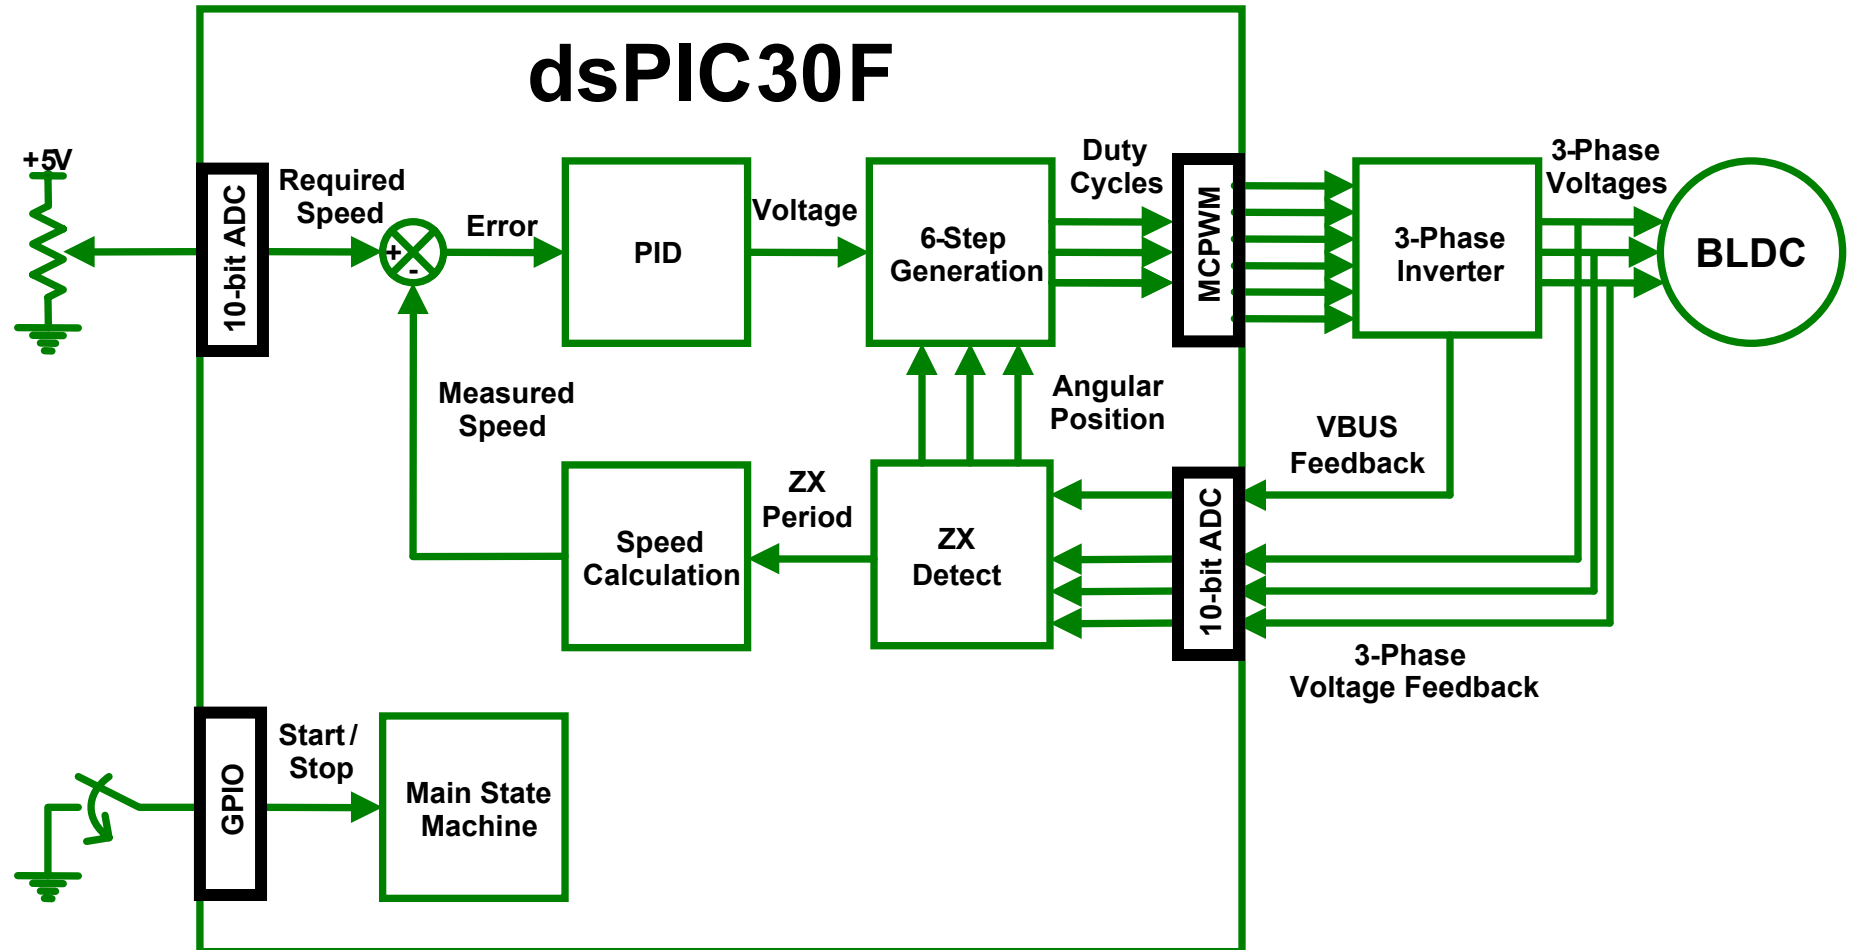 dsPIC30F
+5V
10-bit ADC
Required
Speed
+
-
Error
PID
Voltage
6-Step
Generation
Duty
Cycles
MCPWM
3-Phase
Inverter
3-Phase
Voltages
BLDC
Measured
Speed
Angular
Position
VBUS
Feedback
Speed
Calculation
ZX
Period
ZX
Detect
10-bit ADC
3-Phase
Voltage Feedback
GPIO
Start/
Stop
Main State
Machine